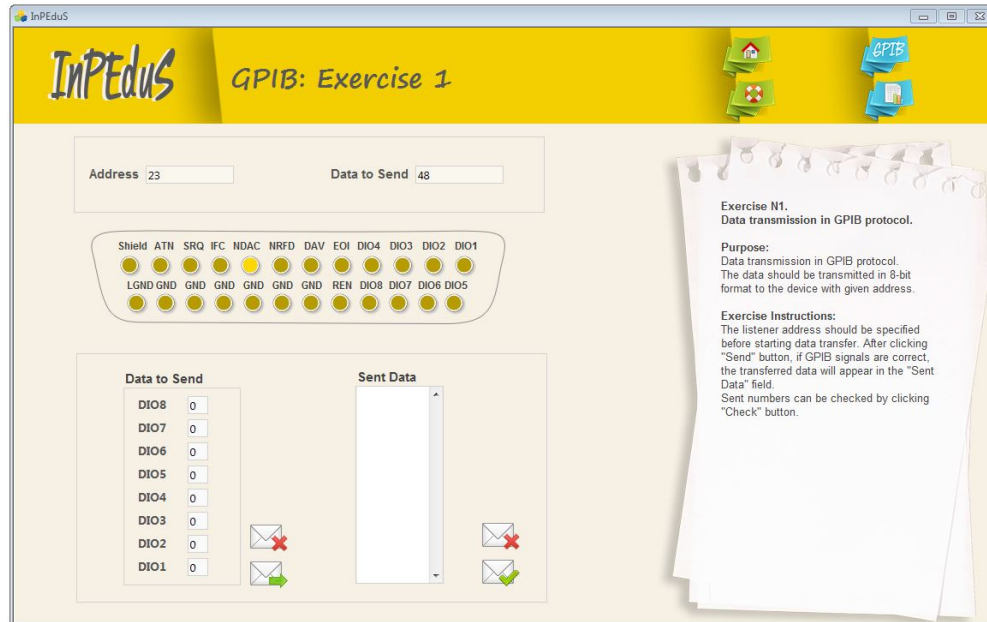 InPEduS
InPEduS
GPIB: Exercise 1
GPIB
Address 23
Data to Send 48
Shield ATN SRQ IFC NDAC NRFD DAV EOI DIO4 DIO3 DIO2 DIO1
LGND GND GND GND GND GND GND REN DIO8 DIO7 DIO6 DIO5
Data to Send
DIO8 0
DIO7 0
DIO6 0
DIO5 0
DIO4 0
DIO3 0
DIO2 0
DIO1 0
Sent Data
Exercise N1.
Data transmission in GPIB protocol.
Purpose:
Data transmission in GPIB protocol.
The data should be transmitted in 8-bit
format to the device with given address.
Exercise Instructions:
The listener address should be specified
before starting data transfer. After clicking
"Send" button, if GPIB signals are correct,
the transferred data will appear in the "Sent
Data" field.
Sent numbers can be checked by clicking
"Check" button.